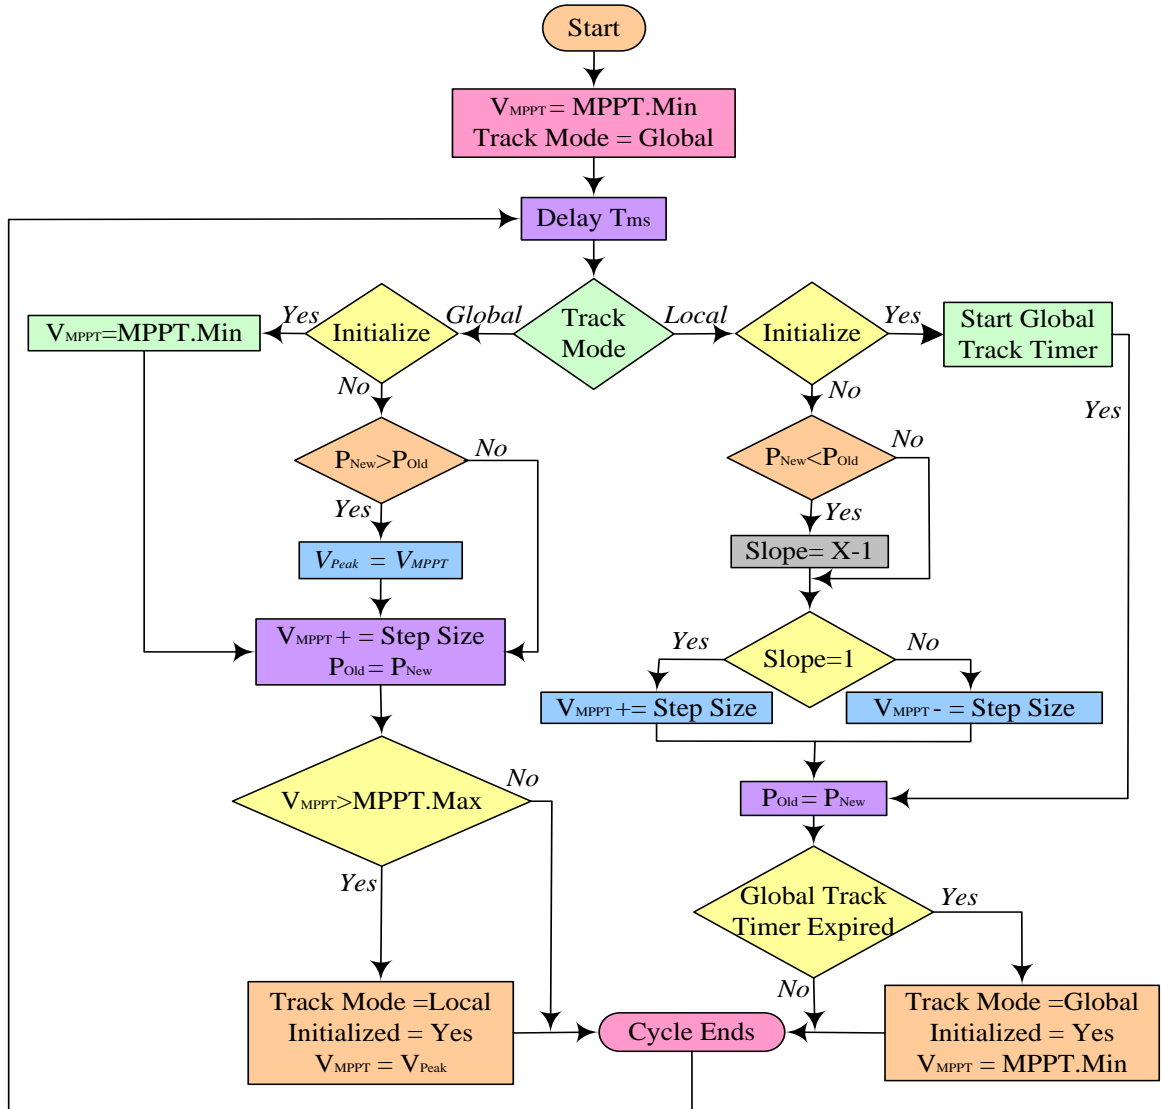 Start
VMPPT = MPPT.Min
Track Mode = Global
Delay Tms
Track
Mode
Global
Local
Initialize
Yes
No
VMPPT=MPPT.Min
PNew>POld
No
Yes
VPeak = VMPPT
VMPPT + = Step Size
POld = PNew
VMPPT>MPPT.Max
No
Yes
Track Mode =Local
Initialized = Yes
VMPPT = VPeak
Initialize
Yes
No
Start Global
Track Timer
Yes
PNew<POld
No
Yes
Slope= X-1
Slope=1
Yes
No
VMPPT += Step Size
VMPPT - = Step Size
POld = PNew
Global Track
Timer Expired
Yes
No
Track Mode =Global
Initialized = Yes
VMPPT = MPPT.Min
Cycle Ends